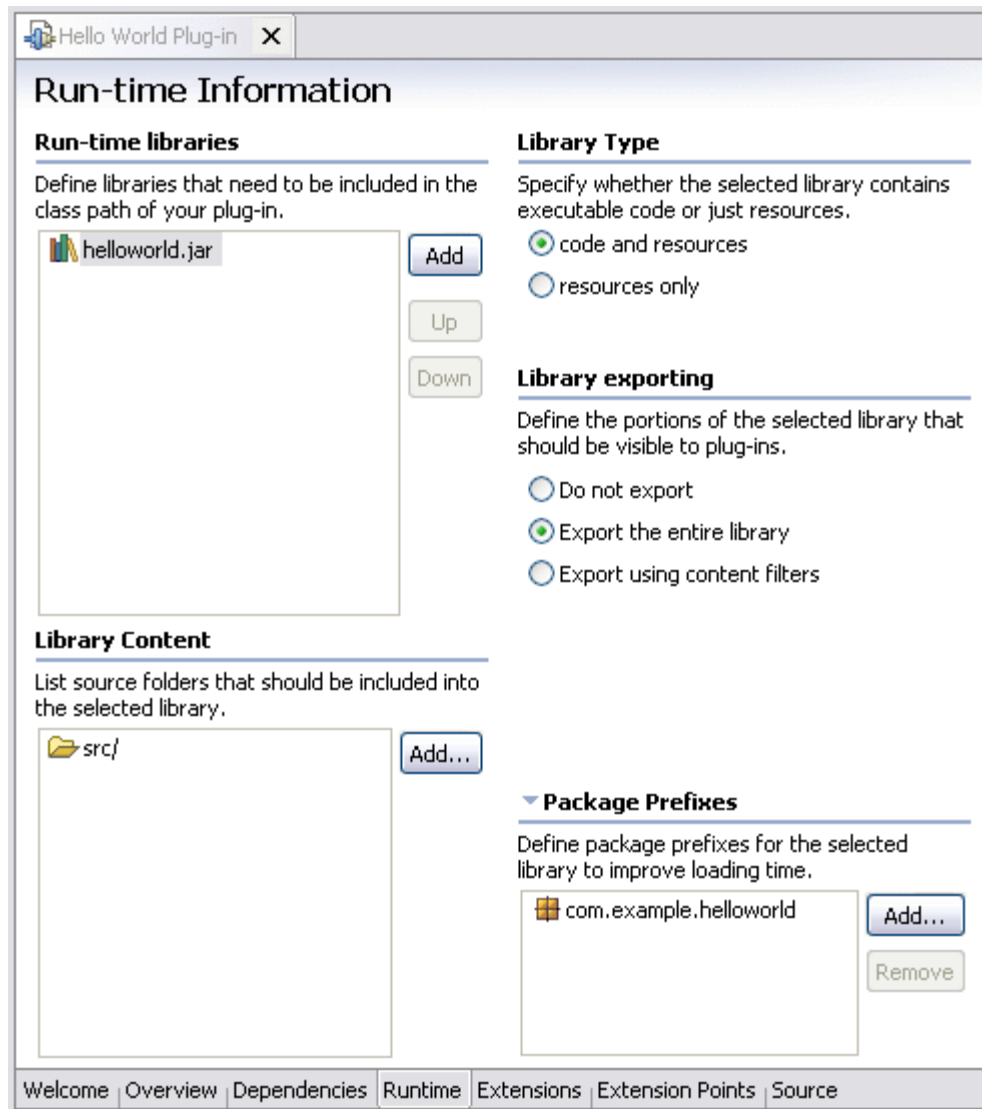 Hello World Plug-in
Run-time Information
Run-time libraries
Define libraries that need to be included in the
class path of your plug-in.
helloworld.jar
Add
Up
Down
Library Type
Specify whether the selected library contains
executable code or just resources.
code and resources
resources only
Library exporting
Define the portions of the selected library that
should be visible to plug-ins.
Do not export
Export the entire library
Export using content filters
Library Content
List source folders that should be included into
the selected library.
src/
Add...
Package Prefixes
Define package prefixes for the selected
library to improve loading time.
com.example.helloworld
Add...
Remove
Welcome Overview Dependencies Runtime Extensions Extension Points Source